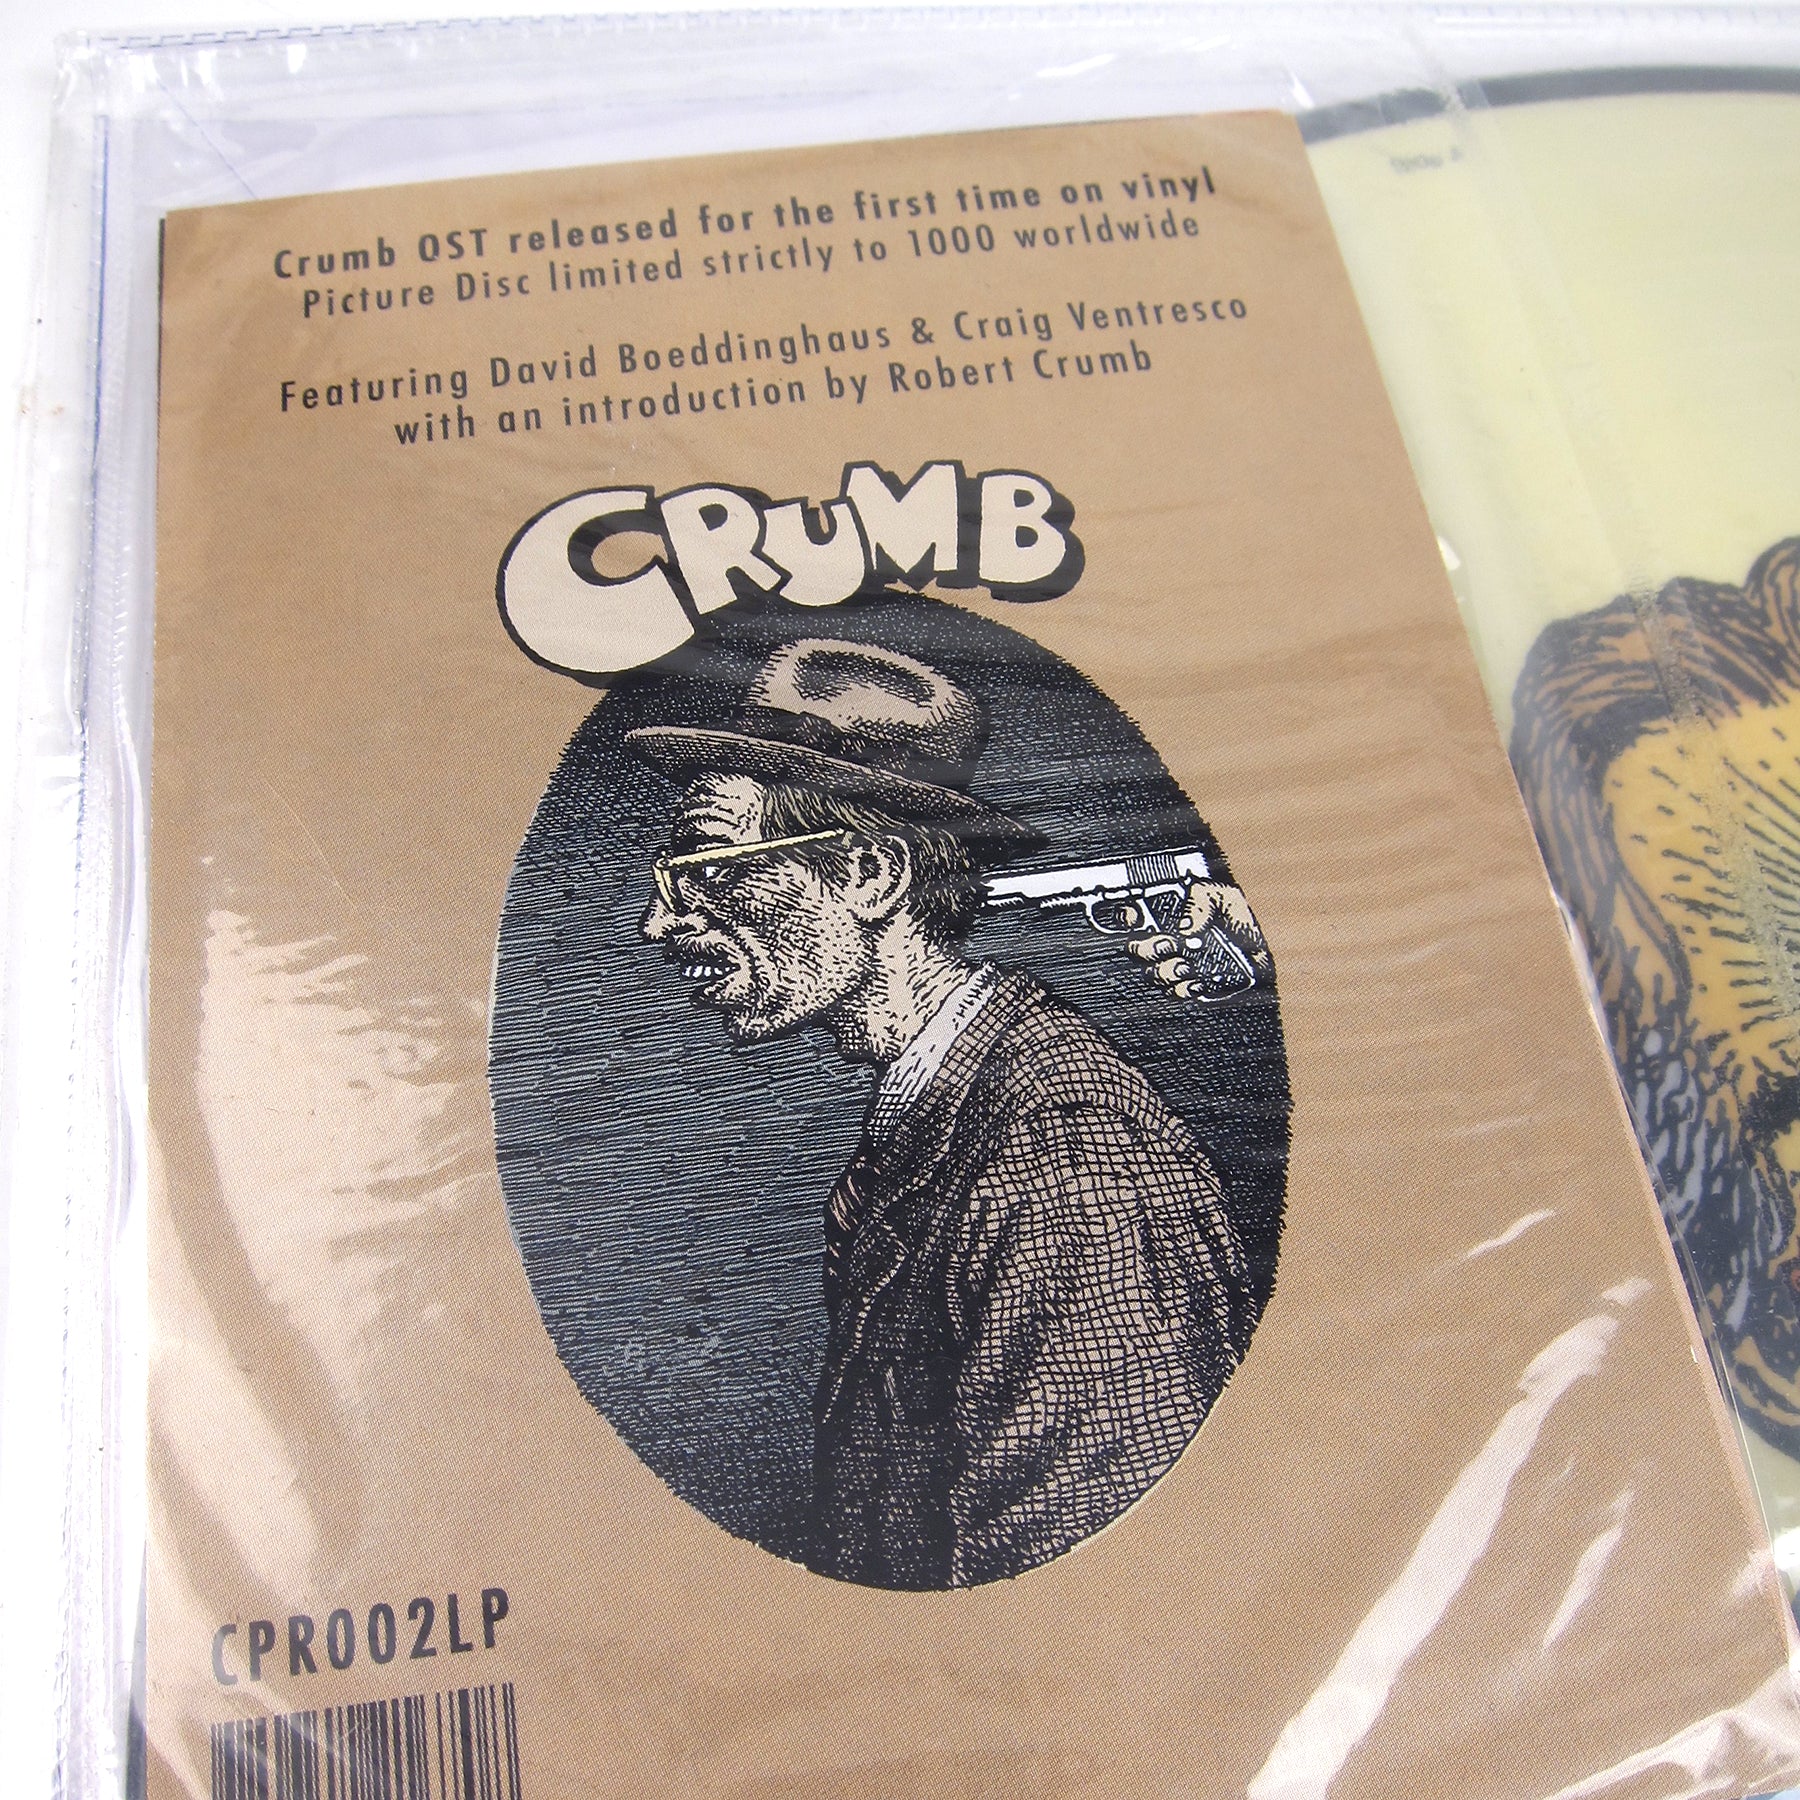 Crumb OST released for the first time on vinyl
Picture Disc limited strictly to 1000 worldwide
Featuring David Boeddinghaus & Craig Ventresco
with an introduction by Robert Crumb
CRUMB
CPR002LP